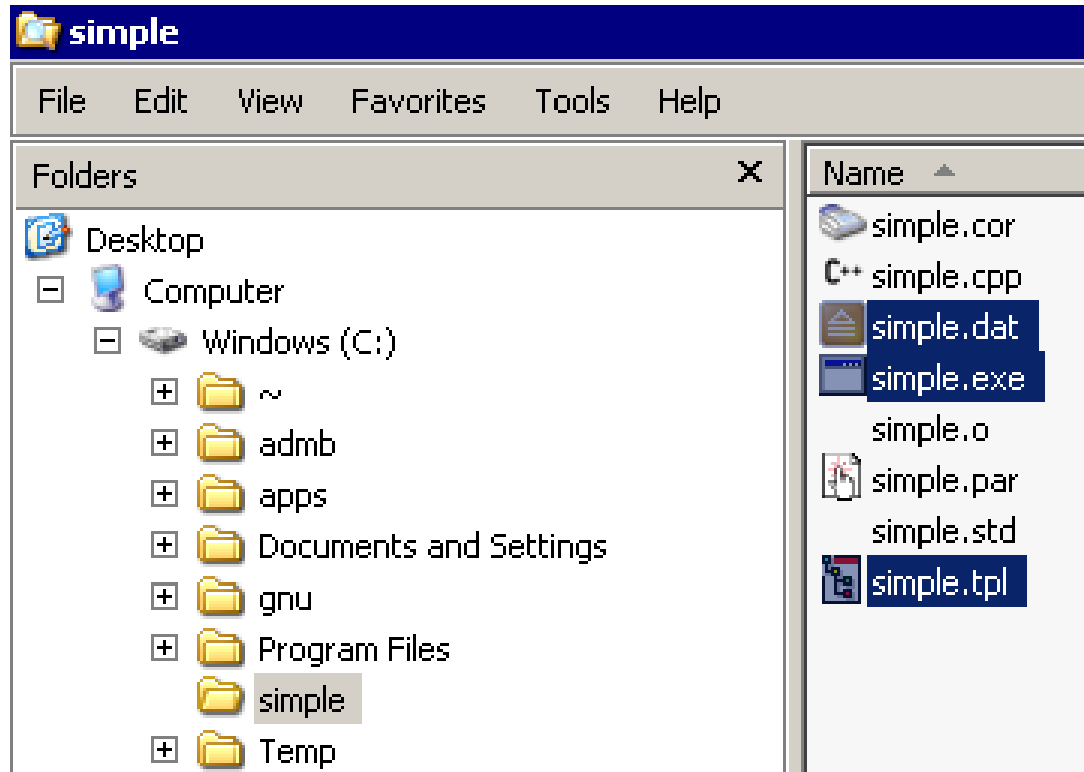 simple
File Edit View Favorites Tools Help
Folders
Desktop
Computer
Windows (C:)
~
admb
apps
Documents and Settings
gnu
Program Files
simple
Temp
Name
simple.cor
C++ simple.cpp
simple.dat
simple.exe
simple.o
simple.par
simple.std
simple.tpl